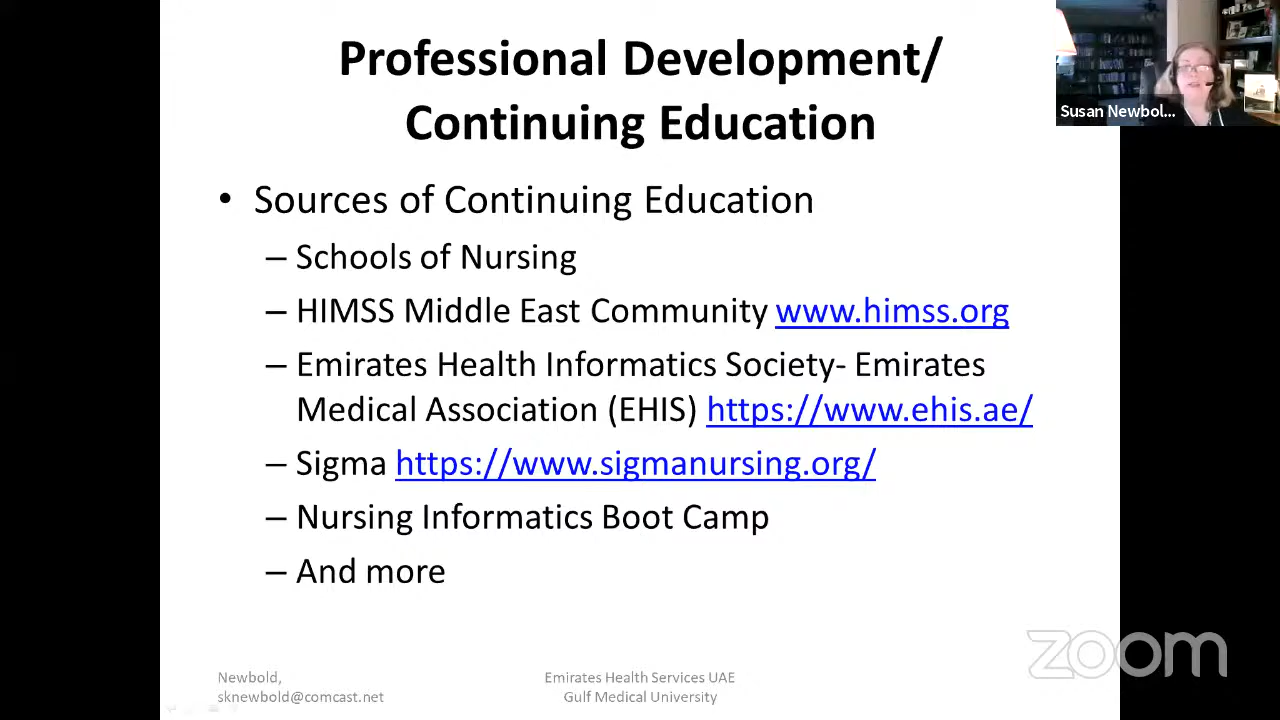 Professional Development/
Continuing Education
Susan Newbol...
• Sources of Continuing Education
– Schools of Nursing
– HIMSS Middle East Community www.himss.org
– Emirates Health Informatics Society- Emirates
Medical Association (EHIS) https://www.ehis.ae/
– Sigma https://www.sigmanursing.org/
– Nursing Informatics Boot Camp
– And more
zoom
Newbold,
sknewbold@comcast.net
Emirates Health Services UAE
Gulf Medical University